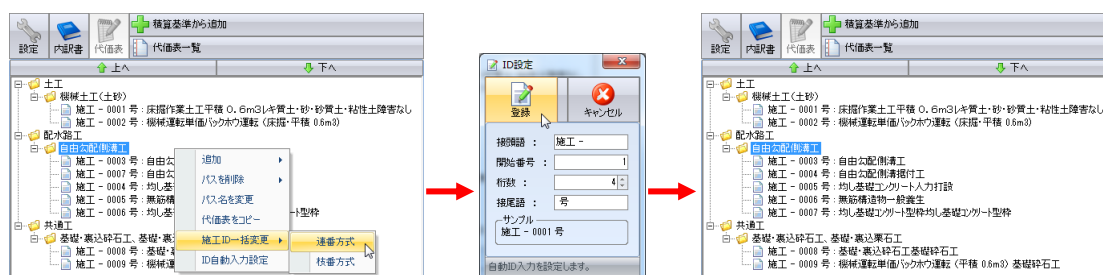 設定
内訳書
代価表
積算基準から追加
代価表一覧
上へ
下へ
土工
機械土工(土砂)
施工 - 0001 号 : 床掘作業土工平積 0.6m3レキ質土・砂・砂質土・粘性土障害なし
施工 - 0002 号 : 機械運転単価バックホウ運転 (床掘・平積 0.6m3)
配水路工
自由勾配側溝工
施工 - 0003 号 : 自由勾
施工 - 0007 号 : 自由勾
施工 - 0004 号 : 均し基
施工 - 0005 号 : 無筋構
施工 - 0006 号 : 均し基
ート型枠
共通工
基礎・裏込砕石工、基礎・裏
施工 - 0008 号 : 基礎・
施工 - 0009 号 : 機械運
追加
パスを削除
パス名を変更
代価表をコピー
施工ID一括変更
ID自動入力設定
連番方式
枝番方式
ID設定
登録
キャンセル
接頭語 : 施工 -
開始番号 : 1
桁数 : 4
接尾語 : 号
サンプル
施工 - 0001 号
自動ID入力を設定します。
設定
内訳書
代価表
積算基準から追加
代価表一覧
上へ
下へ
土工
機械土工(土砂)
施工 - 0001 号 : 床掘作業土工平積 0.6m3レキ質土・砂・砂質土・粘性土障害なし
施工 - 0002 号 : 機械運転単価バックホウ運転 (床掘・平積 0.6m3)
配水路工
自由勾配側溝工
施工 - 0003 号 : 自由勾配側溝工
施工 - 0004 号 : 自由勾配側溝据付工
施工 - 0005 号 : 均し基礎コンクリート人力打設
施工 - 0006 号 : 無筋構造物一般養生
施工 - 0007 号 : 均し基礎コンクリート型枠均し基礎コンクリート型枠
共通工
基礎・裏込砕石工、基礎・裏込栗石工
施工 - 0008 号 : 基礎・裏込砕石工基礎砕石工
施工 - 0009 号 : 機械運転単価バックホウ運転 (平積 0.6m3) 基礎砕石工